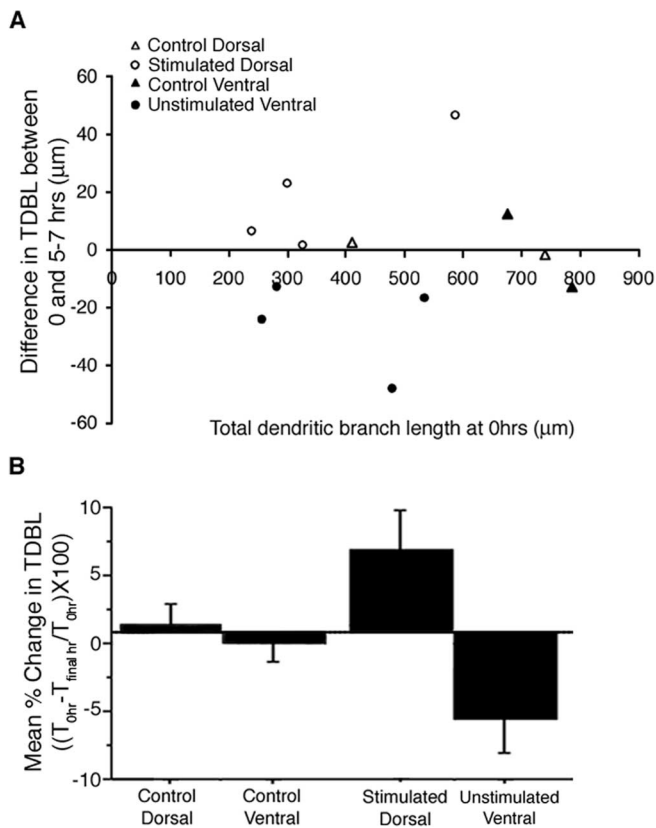 A
Control Dorsal
Stimulated Dorsal
Control Ventral
Unstimulated Ventral
60
40
20
0
-20
-40
-60
Difference in TDBL between
0 and 5-7 hrs (μm)
0 100 200 300 400 500 600 700 800 900
Total dendritic branch length at 0hrs (μm)
B
10
5
0
-5
-10
Mean % Change in TDBL
((T0hr-Tfinal hr/T0hr)X100)
Control Control Stimulated Unstimulated
Dorsal Ventral Dorsal Ventral